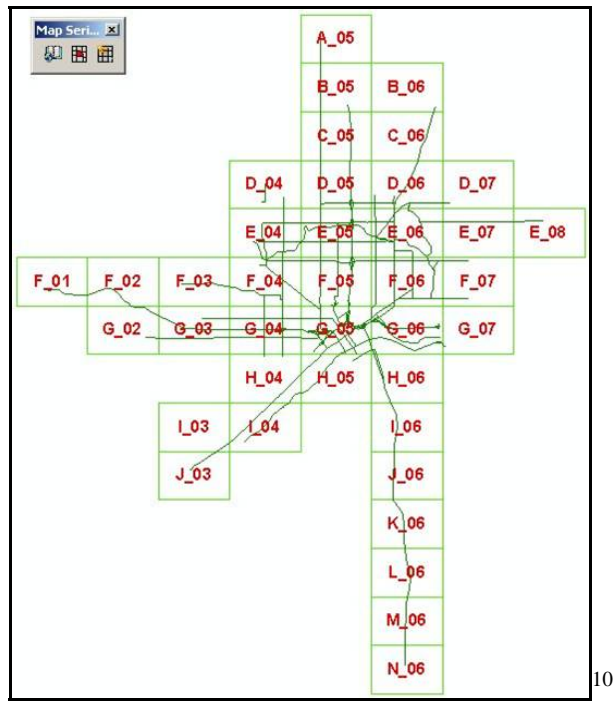 Map Seri...
A_05
B_05 B_06
C_05 C_06
D_04 D_05 D_06 D_07
E_04 E_05 E_06 E_07 E_08
F_01 F_02 F_03 F_04 F_05 F_06 F_07
G_02 G_03 G_04 G_05 G_06 G_07
H_04 H_05 H_06
I_03 I_04 I_06
J_03 J_06
K_06
L_06
M_06
N_06
10